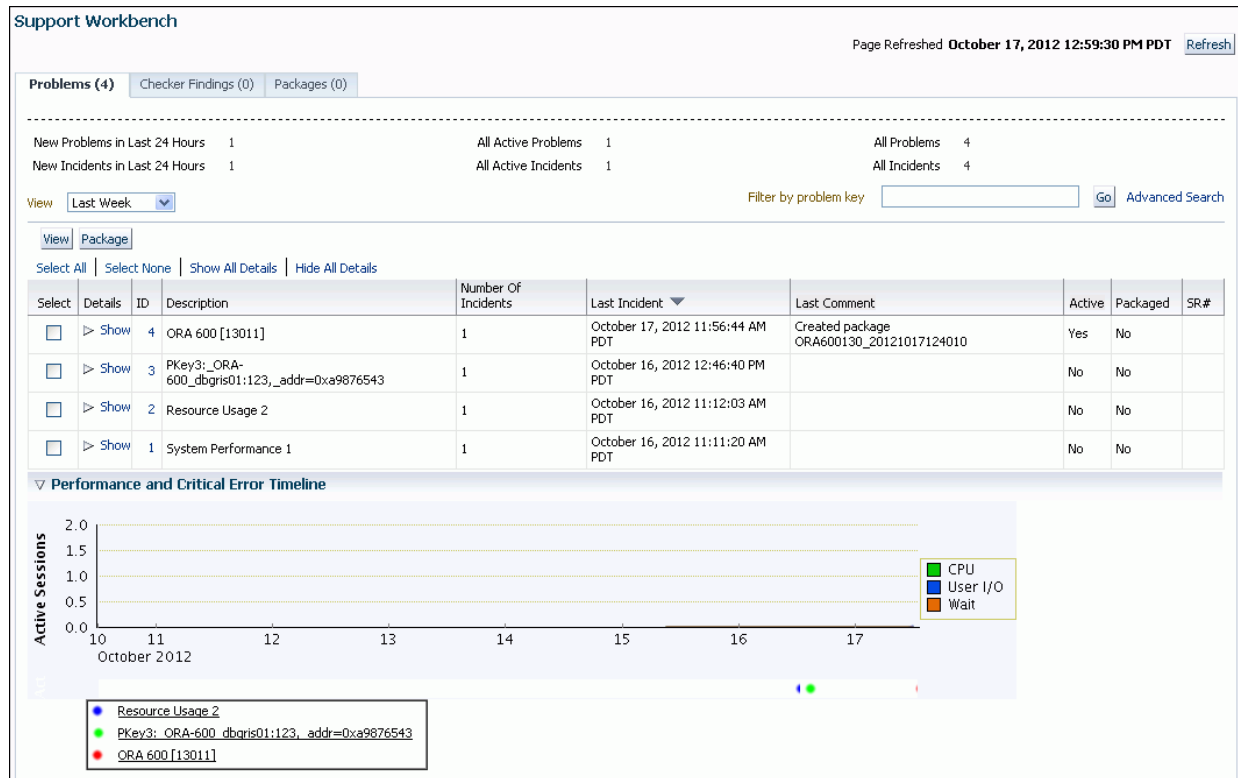 Support Workbench
Page Refreshed October 17, 2012 12:59:30 PM PDT Refresh
Problems (4) Checker Findings (0) Packages (0)
New Problems in Last 24 Hours 1 All Active Problems 1 All Problems 4
New Incidents in Last 24 Hours 1 All Active Incidents 1 All Incidents 4
View Last Week Filter by problem key Go Advanced Search
View Package
Select All | Select None | Show All Details | Hide All Details
Select Details ID Description Number Of Incidents Last Incident Last Comment Active Packaged SR#
Show 4 ORA 600 [13011] 1 October 17, 2012 11:56:44 AM PDT Created package ORA600130_20121017124010 Yes No
Show 3 PKey3:_ORA-600_dbgris01:123,_addr=0xa9876543 1 October 16, 2012 12:46:40 PM PDT No No
Show 2 Resource Usage 2 1 October 16, 2012 11:12:03 AM PDT No No
Show 1 System Performance 1 1 October 16, 2012 11:11:20 AM PDT No No
Performance and Critical Error Timeline
Active Sessions
2.0
1.5
1.0
0.5
0.0
10 11 12 13 14 15 16 17
October 2012
CPU
User I/O
Wait
Resource Usage 2
PKey3:_ORA-600_dbgris01:123,_addr=0xa9876543
ORA 600 [13011]